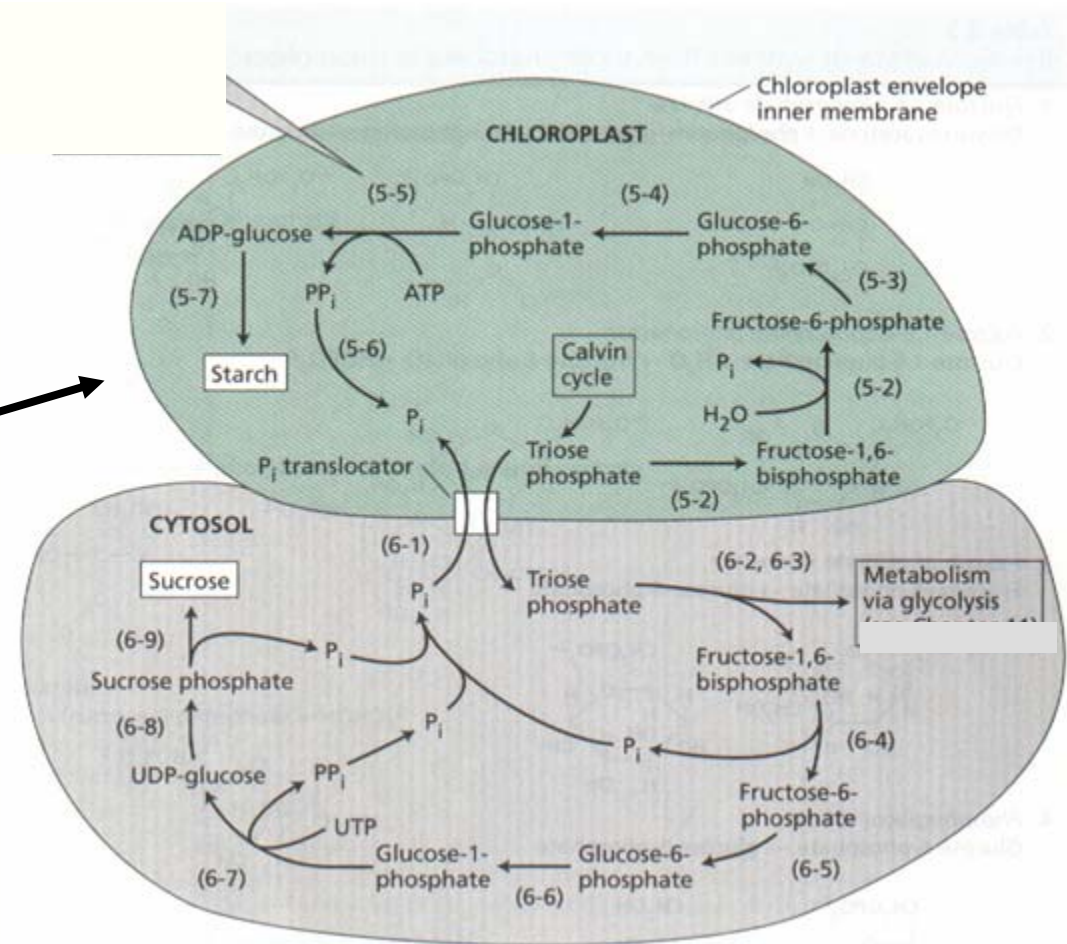 Chloroplast envelope
inner membrane
CHLOROPLAST
(5-5)
(5-4)
ADP-glucose
Glucose-1-
phosphate
Glucose-6-
phosphate
(5-7)
PPi
ATP
(5-3)
(5-6)
Fructose-6-phosphate
Starch
Calvin
cycle
Pi
H2O
(5-2)
Pi
Pi translocator
Triose
phosphate
Fructose-1,6-
bisphosphate
(5-2)
CYTOSOL
(6-1)
Sucrose
Pi
Triose
phosphate
(6-2, 6-3)
Metabolism
via glycolysis
(6-9)
Pi
Sucrose phosphate
Fructose-1,6-
bisphosphate
(6-8)
Pi
Pi
(6-4)
UDP-glucose
PPi
Fructose-6-
phosphate
UTP
(6-7)
Glucose-1-
phosphate
(6-6)
Glucose-6-
phosphate
(6-5)